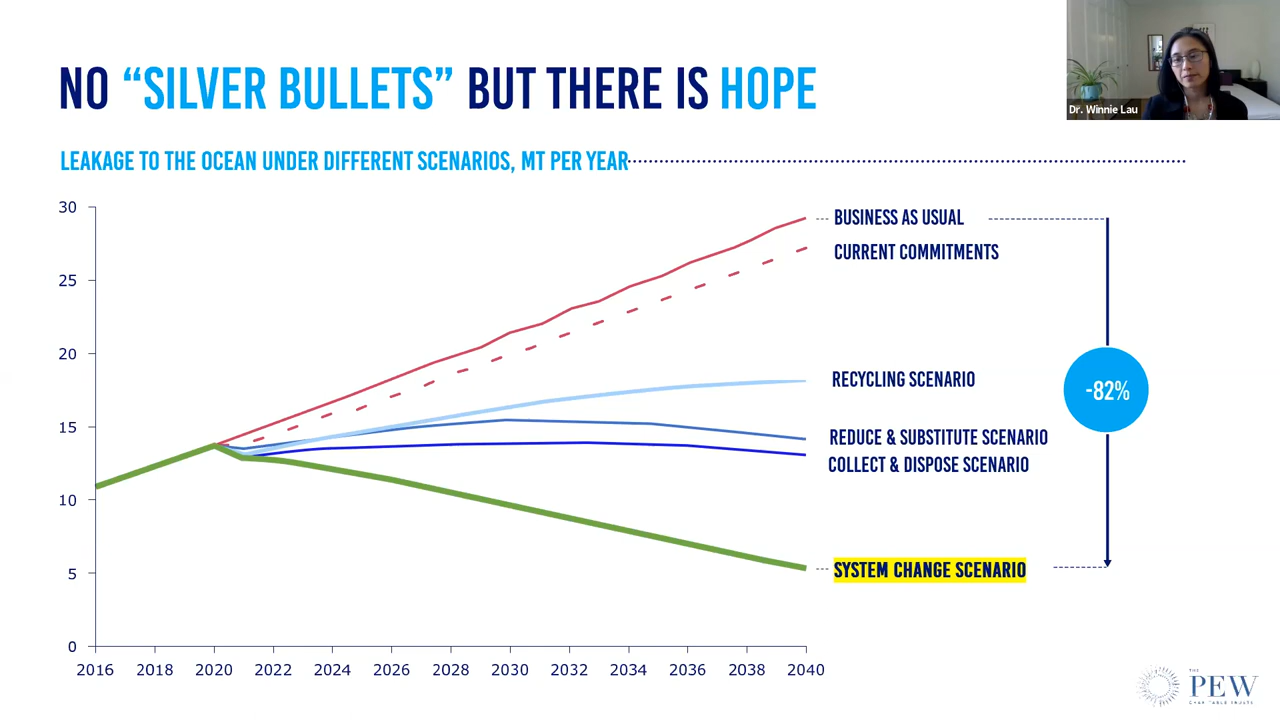 NO “SILVER BULLETS” BUT THERE IS HOPE
Dr. Winnie Lau
LEAKAGE TO THE OCEAN UNDER DIFFERENT SCENARIOS, MT PER YEAR
30
25
20
15
10
5
0
2016 2018 2020 2022 2024 2026 2028 2030 2032 2034 2036 2038 2040
BUSINESS AS USUAL
CURRENT COMMITMENTS
RECYCLING SCENARIO
REDUCE & SUBSTITUTE SCENARIO
COLLECT & DISPOSE SCENARIO
SYSTEM CHANGE SCENARIO
-82%
THE
PEW
CHARITABLE TRUSTS